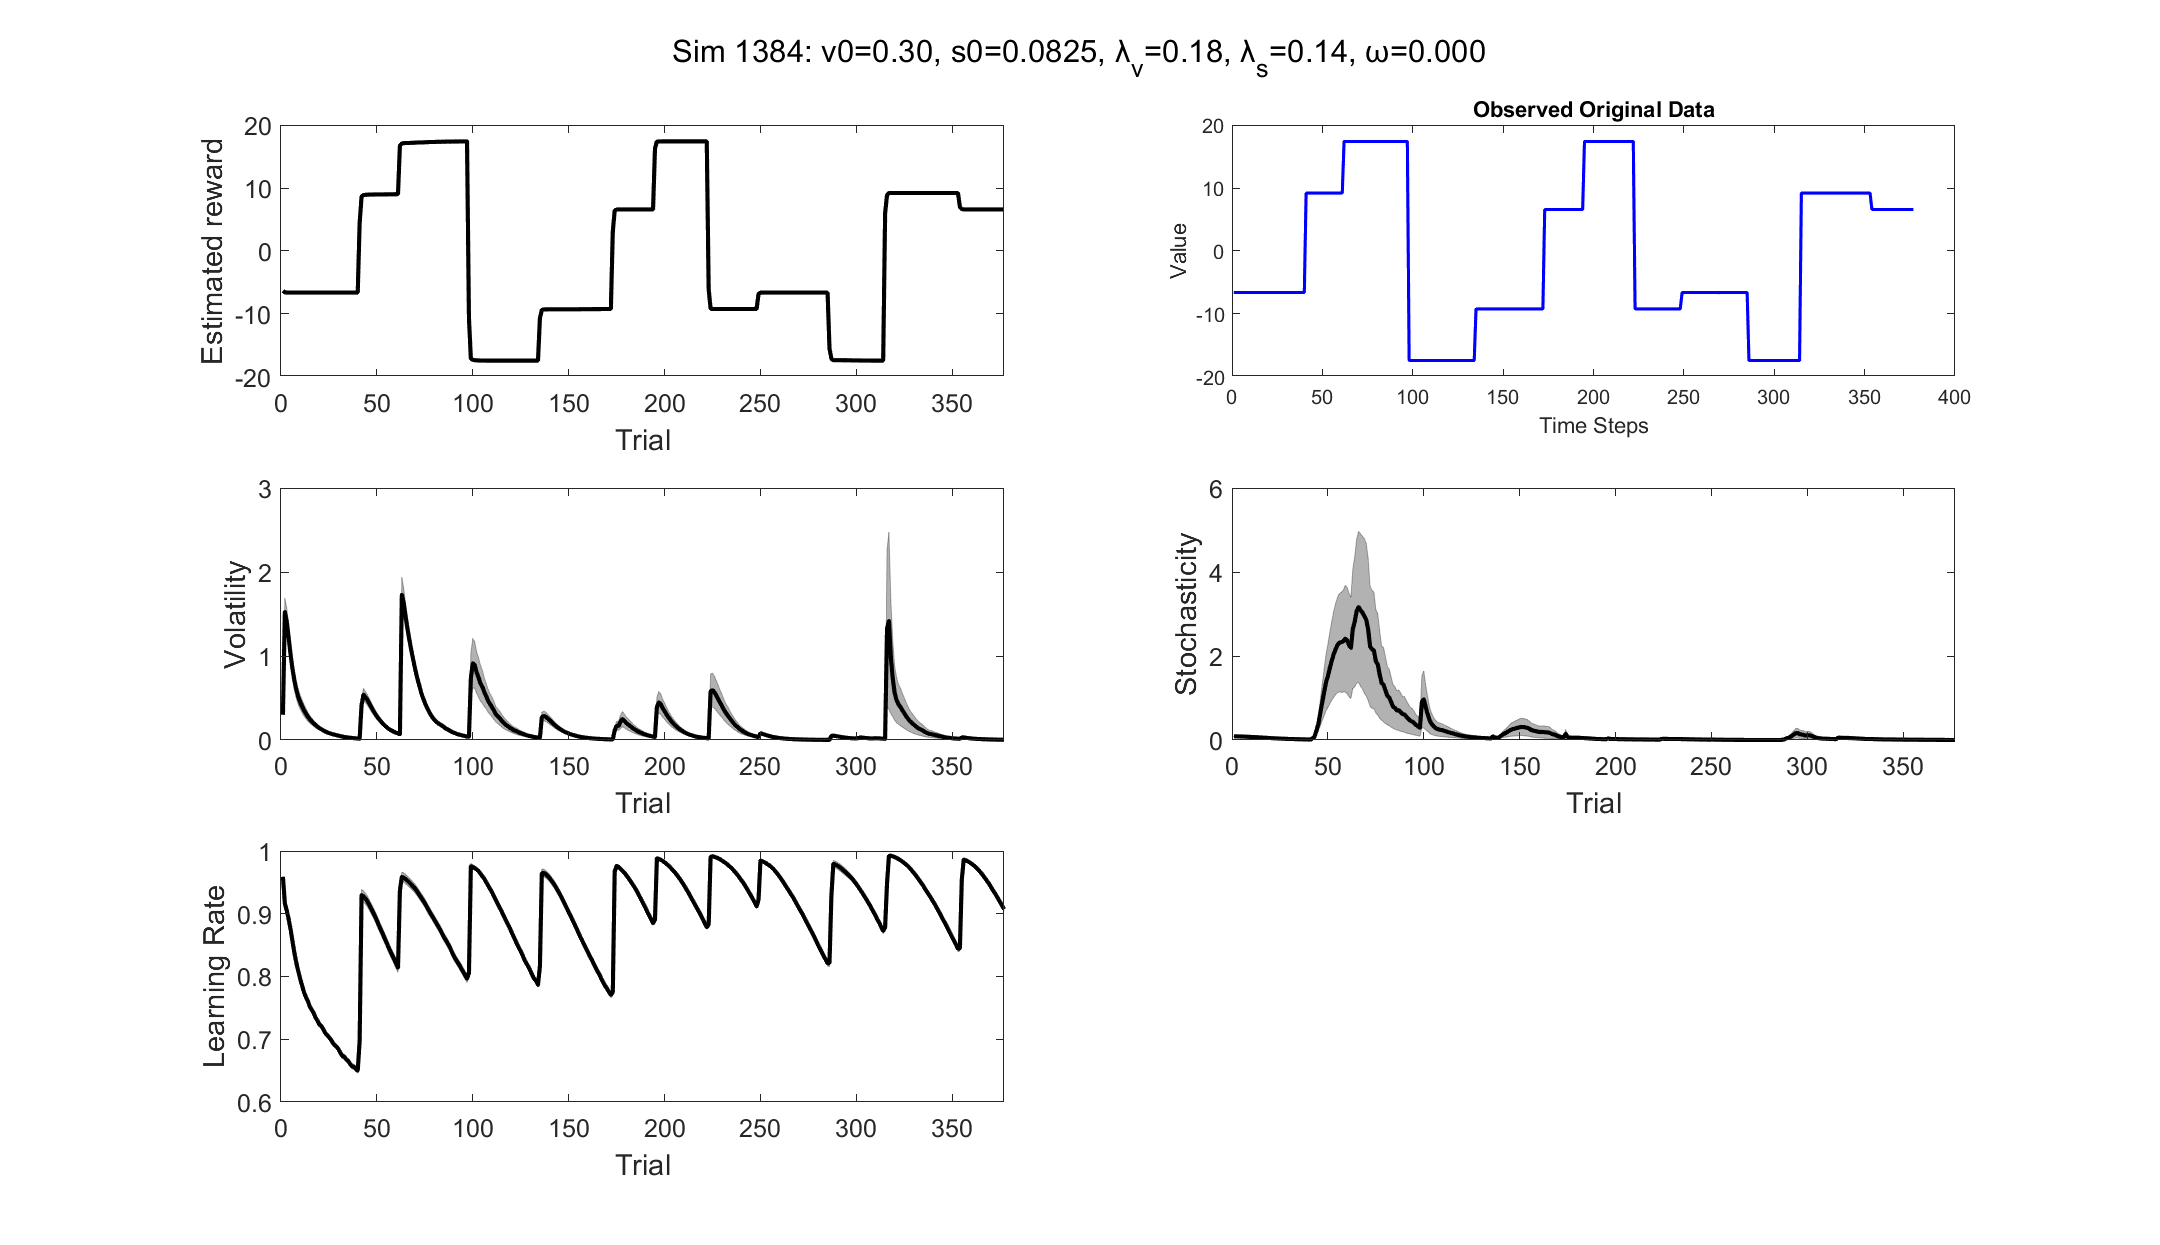 Sim 1384: v0=0.30, s0=0.0825, λv=0.18, λs=0.14, ω=0.000
Estimated reward
20
10
0
-10
-20
0 50 100 150 200 250 300 350
Trial
Observed Original Data
Value
20
10
0
-10
-20
0 50 100 150 200 250 300 350 400
Time Steps
Volatility
3
2
1
0
0 50 100 150 200 250 300 350
Trial
Stochasticity
6
4
2
0
0 50 100 150 200 250 300 350
Trial
Learning Rate
1
0.9
0.8
0.7
0.6
0 50 100 150 200 250 300 350
Trial